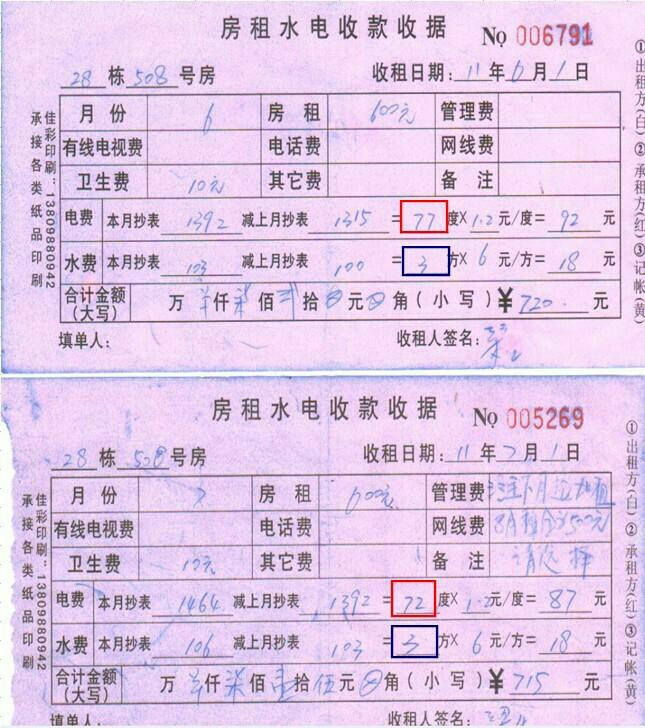 房租水电收款收据 No 006791
28 栋 508 号房 收租日期: 11 年 6 月 1 日
月份 6 房租 600元 管理费
有线电视费 电话费 网线费
卫生费 10元 其它费 备注
电费 本月抄表 1392 减上月抄表 1315 = 77 度× 1.2 元/度= 92 元
水费 本月抄表 103 减上月抄表 100 = 3 方× 6 元/方= 18 元
合计金额 万 仟 柒 佰 贰 拾 元 角 (小写) ¥ 720. 元
(大写)
填单人: 收租人签名:
佳彩印刷:13809880942
承接各类纸品印刷
①出租方(白) ②承租方(红) ③记帐(黄)
房租水电收款收据 No 005269
28 栋 508 号房 收租日期: 11 年 7 月 1 日
月份 7 房租 600元 管理费
有线电视费 电话费 网线费
卫生费 10元 其它费 备注
电费 本月抄表 1464 减上月抄表 1392 = 72 度× 1.2 元/度= 87 元
水费 本月抄表 106 减上月抄表 103 = 3 方× 6 元/方= 18 元
合计金额 万 仟 柒 佰 壹 拾 伍 元 角 (小写) ¥ 715 元
(大写)
填单人: 收租人签名:
佳彩印刷:13809880942
承接各类纸品印刷
①出租方(白) ②承租方(红) ③记帐(黄)